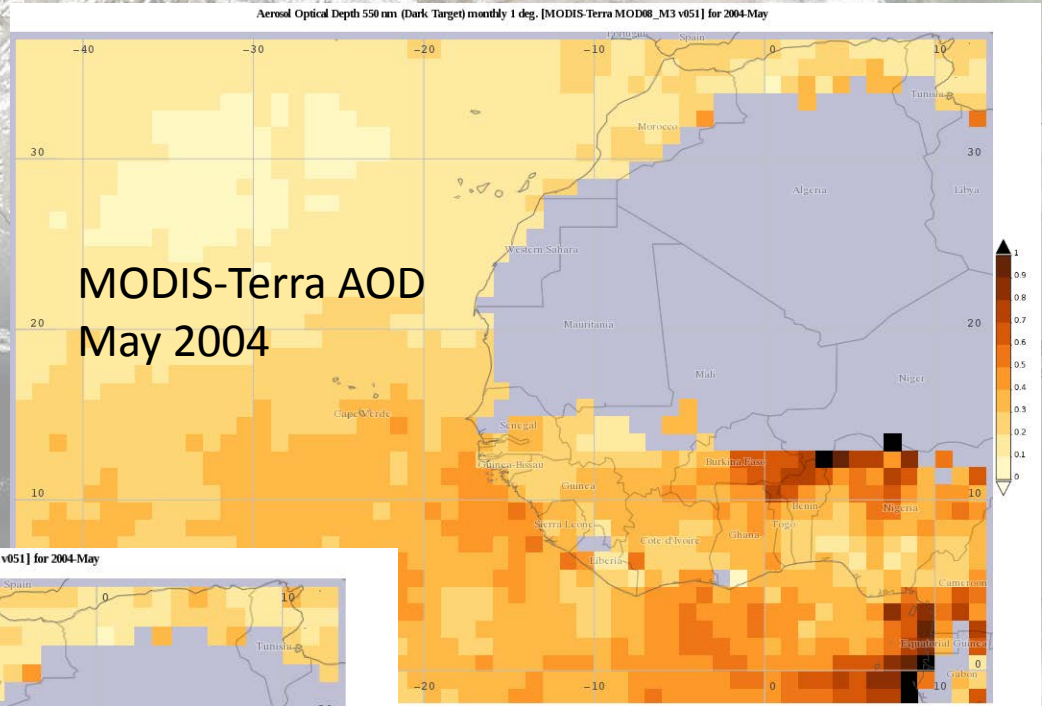 Aerosol Optical Depth 550 nm (Dark Target) monthly 1 deg. [MODIS-Terra MOD08_M3 v051] for 2004-May
Portugal Spain
-40 -30 -20 -10 0 10
Tunisia
Morocco
30 30
Algeria Libya
Western Sahara
1
0.9
MODIS-Terra AOD
0.8
0.7
May 2004
20 Mauritania 20
0.6
0.5
Mali Niger
0.4
Cape Verde
0.3
Senegal
0.2
Guinea-Bissau Burkina Faso
0.1
Guinea
0
10 Benin Nigeria 10
Sierra Leone Togo
Cote d'Ivoire Ghana
Liberia
v051] for 2004-May
Spain
Cameroon
0 10
Equatorial Guinea
Tunisia
0
Gabon
-20 -10 0 10